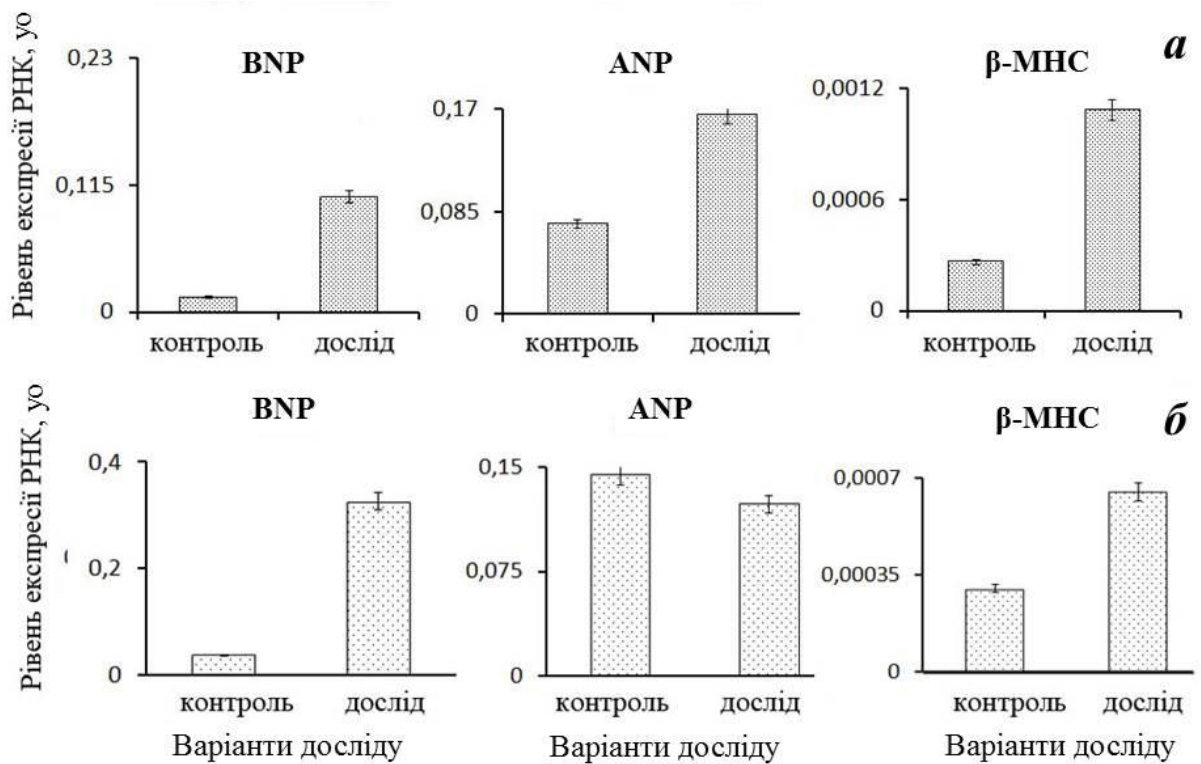 Рівень експресії РНК, уо
BNP
0,23
0,115
0
контроль дослід
ANP
0,17
0,085
0
контроль дослід
β-MHC
а
0,0012
0,0006
0
контроль дослід
Рівень експресії РНК, уо
BNP
0,4
0,2
0
контроль дослід
Варіанти досліду
ANP
0,15
0,075
0
контроль дослід
β-MHC
б
0,0007
0,00035
0
контроль дослід
Варіанти досліду